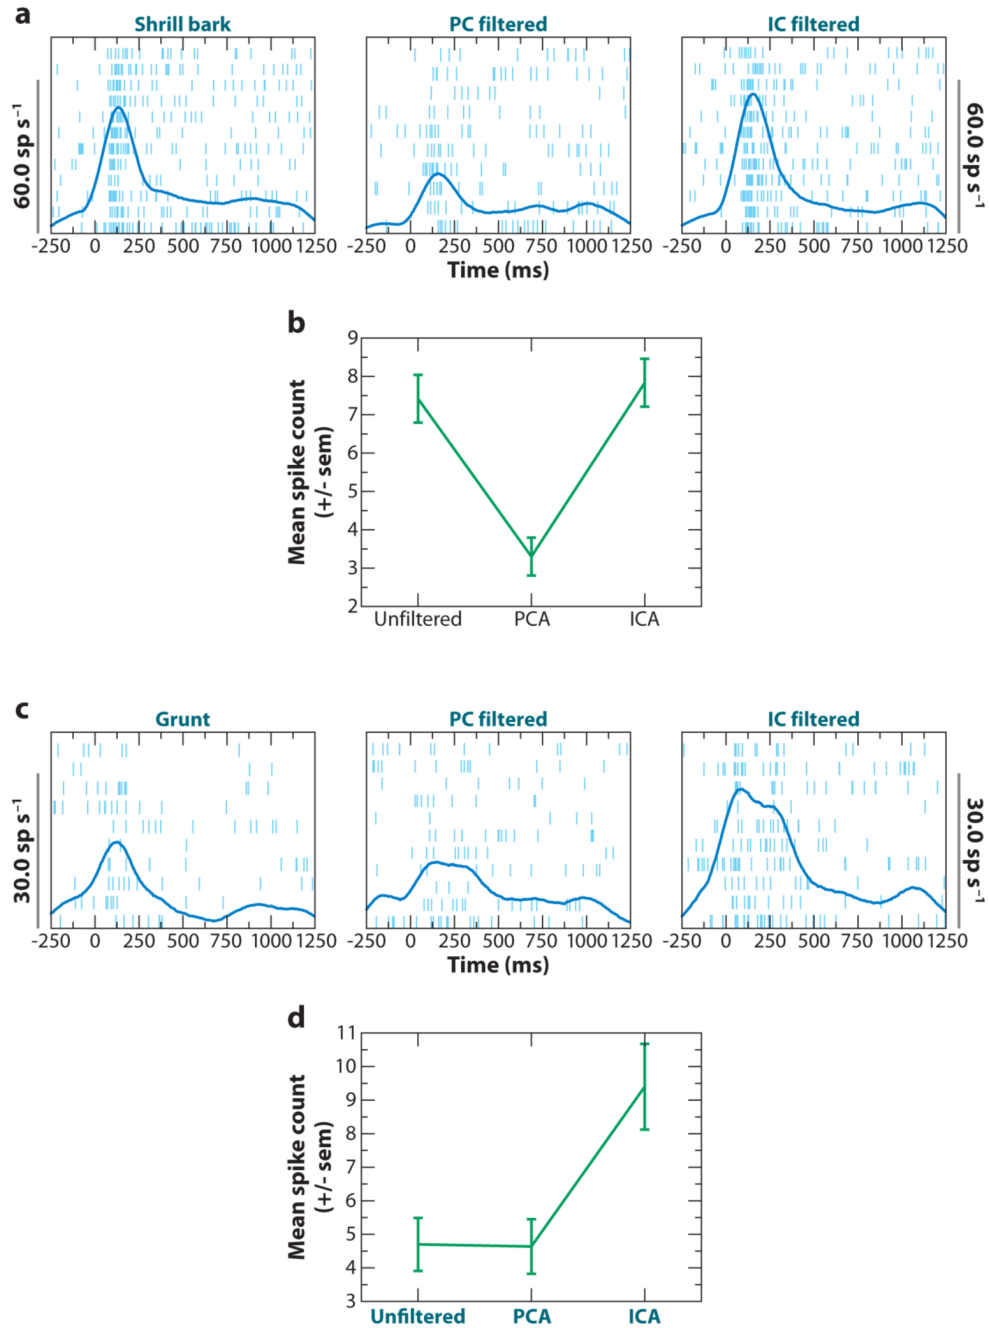 a
Shrill bark PC filtered IC filtered
60.0 sp s⁻¹
60.0 sp s⁻¹
-250 0 250 500 750 1000 1250 -250 0 250 500 750 1000 1250 -250 0 250 500 750 1000 1250
Time (ms)
b
Mean spike count
(+/- sem)
9
8
7
6
5
4
3
2
Unfiltered PCA ICA
c
Grunt PC filtered IC filtered
30.0 sp s⁻¹
30.0 sp s⁻¹
-250 0 250 500 750 1000 1250 -250 0 250 500 750 1000 1250 -250 0 250 500 750 1000 1250
Time (ms)
d
Mean spike count
(+/- sem)
11
10
9
8
7
6
5
4
3
Unfiltered PCA ICA